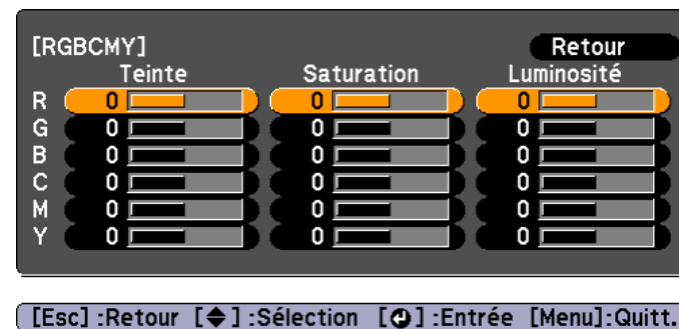 [RGBCMY] Retour
Teinte Saturation Luminosité
R 0 0 0
G 0 0 0
B 0 0 0
C 0 0 0
M 0 0 0
Y 0 0 0
[Esc] :Retour [◆] :Sélection [⏎] :Entrée [Menu]:Quitt.